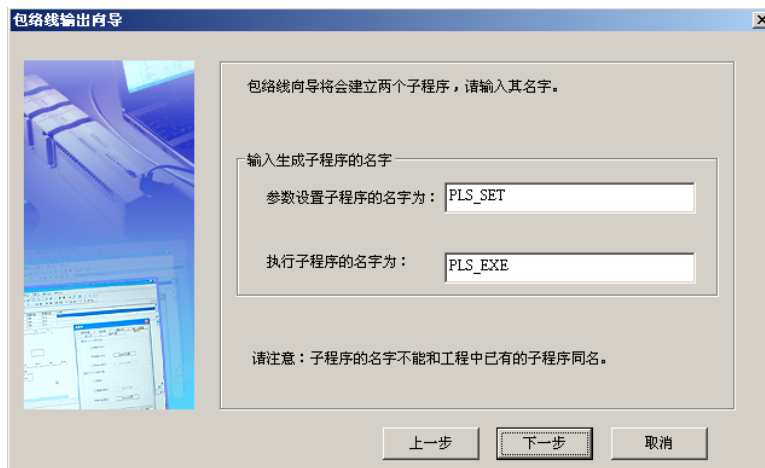 包络线输出向导
包络线向导将会建立两个子程序，请输入其名字。
输入生成子程序的名字
参数设置子程序的名字为：
PLS_SET
执行子程序的名字为：
PLS_EXE
请注意：子程序的名字不能和工程中已有的子程序同名。
上一步
下一步
取消